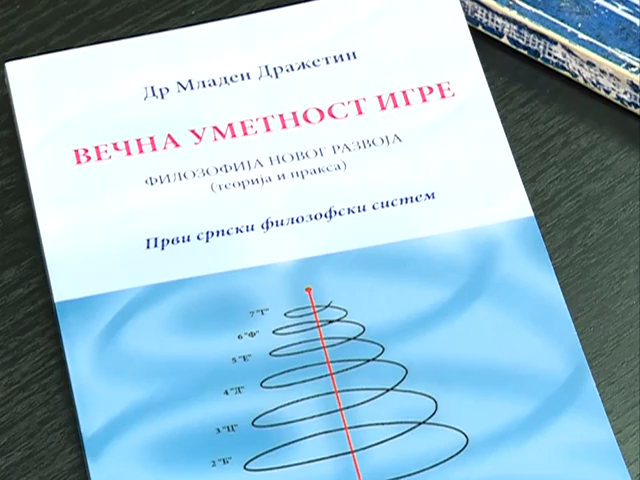 Др Младен Дражетин
ВЕЧНА УМЕТНОСТ ИГРЕ
ФИЛОЗОФИЈА НОВОГ РАЗВОЈА
(теорија и пракса)
Први српски филозофски систем
7 "Г"
6 "Ф"
5 "Е"
4 "Д"
3 "Ц"
2 "Б"